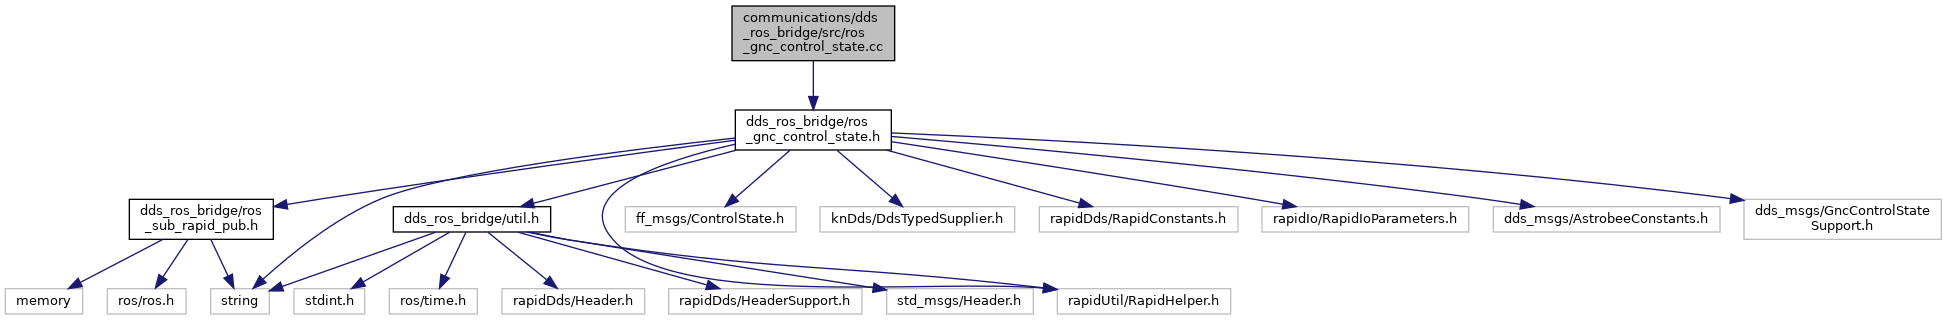 communications/dds
_ros_bridge/src/ros
_gnc_control_state.cc
dds_ros_bridge/ros
_gnc_control_state.h
dds_ros_bridge/ros
_sub_rapid_pub.h
dds_ros_bridge/util.h
ff_msgs/ControlState.h
knDds/DdsTypedSupplier.h
rapidDds/RapidConstants.h
rapidIo/RapidIoParameters.h
dds_msgs/AstrobeeConstants.h
dds_msgs/GncControlState
Support.h
memory
ros/ros.h
string
stdint.h
ros/time.h
rapidDds/Header.h
rapidDds/HeaderSupport.h
std_msgs/Header.h
rapidUtil/RapidHelper.h